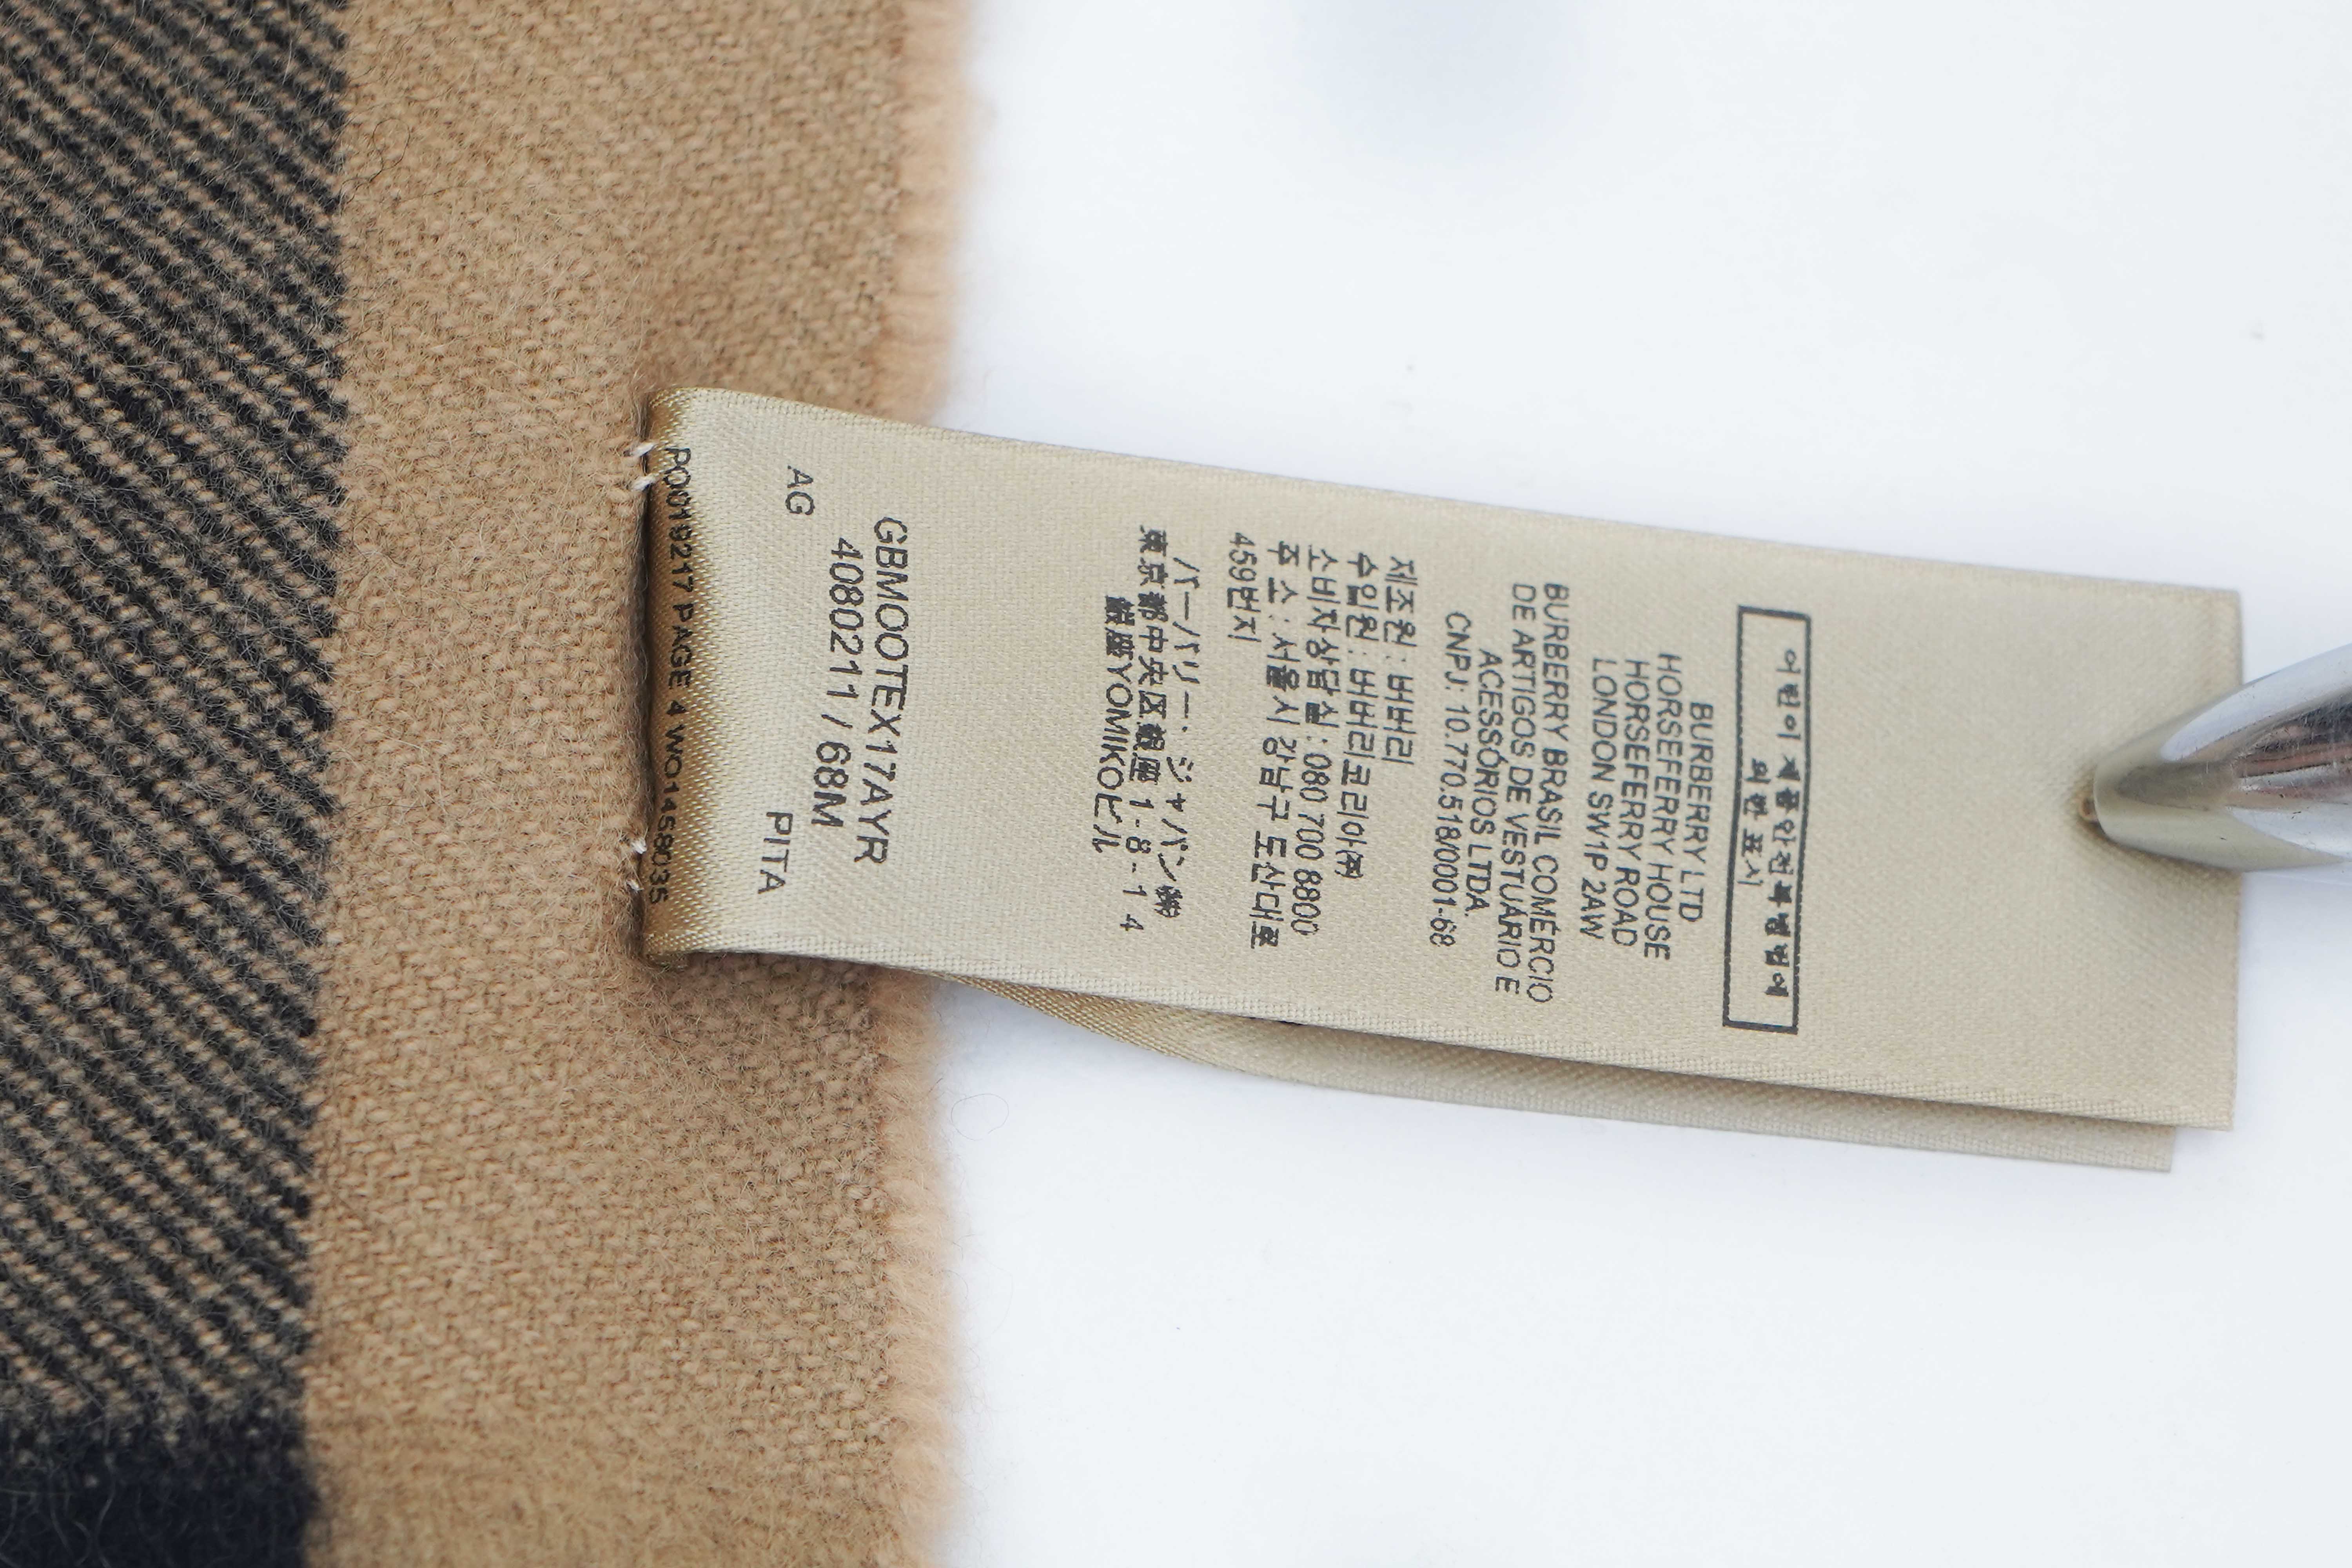 어린이제품안전특별법에
의한 표시
BURBERRY LTD
HORSEFERRY HOUSE
HORSEFERRY ROAD
LONDON SW1P 2AW
BURBERRY BRASIL COMÉRCIO
DE ARTIGOS DE VESTUÁRIO E
ACESSÓRIOS LTDA.
CNPJ: 10.770.518/0001-68
제조원 : 버버리
수입원 : 버버리코리아㈜
소비자상담실 : 080 700 8800
주 소 : 서울시 강남구 도산대로
459번지
バーバリー・ジャパン㈱
東京都中央区銀座1-8-14
銀座YOMIKOビル
GBMOOTEX17AYR
4080211 / 68M
AG PITA
PO019217 PAGE 4 WO1458035